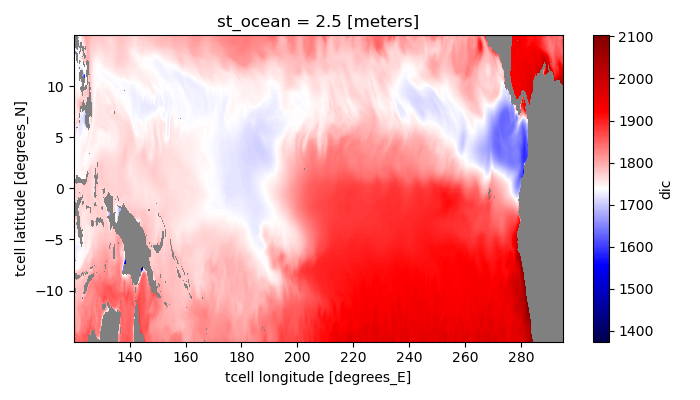 st_ocean = 2.5 [meters]
10
5
0
−5
−10
tcell latitude [degrees_N]
140 160 180 200 220 240 260 280
tcell longitude [degrees_E]
2100
2000
1900
1800
1700
1600
1500
1400
dic